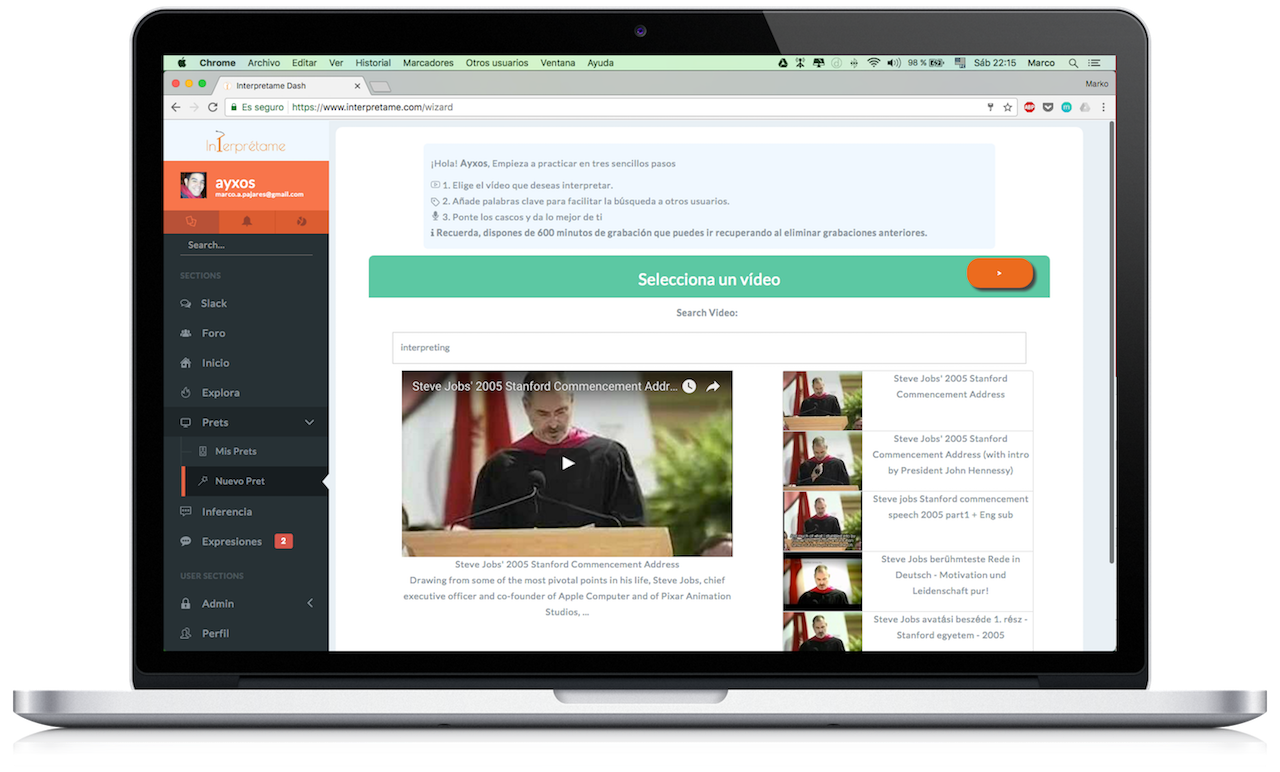 Chrome Archivo Editar Ver Historial Marcadores Otros usuarios Ventana Ayuda
98 % Sáb 22:15 Marco
Interpretame Dash
Marko
Es seguro https://www.interpretame.com/wizard
Interprétame
ayxos
marco.a.pajares@gmail.com
Search...
SECTIONS
Slack
Foro
Inicio
Explora
Prets
Mis Prets
Nuevo Pret
Inferencia
Expresiones 2
USER SECTIONS
Admin
Perfil
¡Hola! Ayxos, Empieza a practicar en tres sencillos pasos
1. Elige el vídeo que deseas interpretar.
2. Añade palabras clave para facilitar la búsqueda a otros usuarios.
3. Ponte los cascos y da lo mejor de ti
Recuerda, dispones de 600 minutos de grabación que puedes ir recuperando al eliminar grabaciones anteriores.
Selecciona un vídeo
>
Search Video:
interpreting
Steve Jobs' 2005 Stanford Commencement Addr...
Steve Jobs' 2005 Stanford Commencement Address
Drawing from some of the most pivotal points in his life, Steve Jobs, chief
executive officer and co-founder of Apple Computer and of Pixar Animation
Studios, ...
Steve Jobs' 2005 Stanford
Commencement Address
Steve Jobs' 2005 Stanford
Commencement Address (with intro
by President John Hennessy)
Steve jobs Stanford commencement
speech 2005 part1 + Eng sub
Steve Jobs berühmteste Rede in
Deutsch - Motivation und
Leidenschaft pur!
Steve Jobs avatási beszéde 1. rész -
Stanford egyetem - 2005